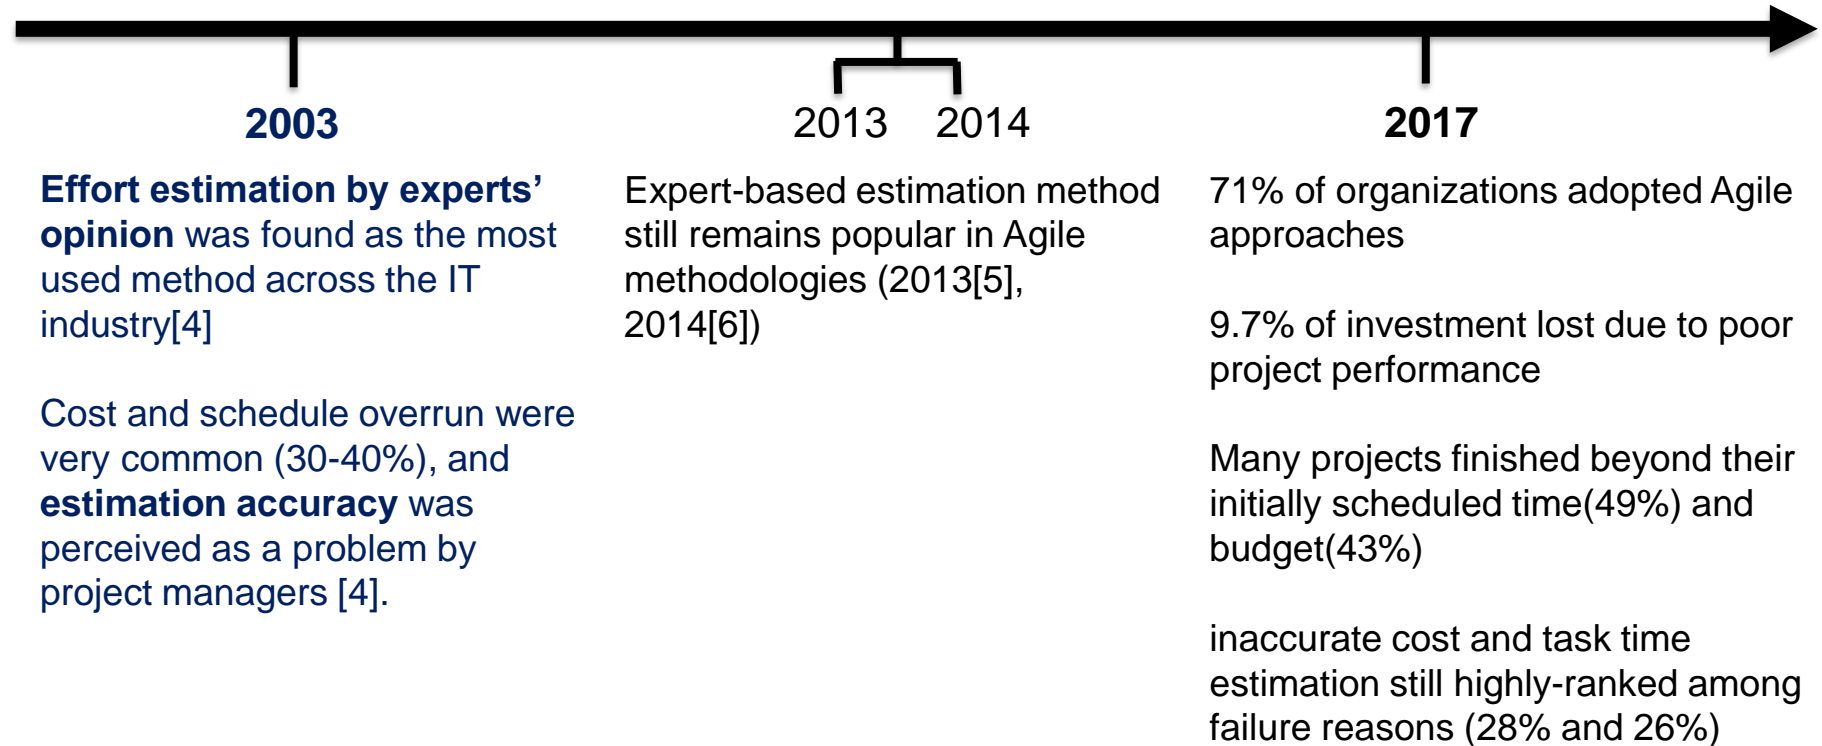 2003
Effort estimation by experts’
opinion was found as the most
used method across the IT
industry[4]
Cost and schedule overrun were
very common (30-40%), and
estimation accuracy was
perceived as a problem by
project managers [4].
2013 2014
Expert-based estimation method
still remains popular in Agile
methodologies (2013[5],
2014[6])
2017
71% of organizations adopted Agile
approaches
9.7% of investment lost due to poor
project performance
Many projects finished beyond their
initially scheduled time(49%) and
budget(43%)
inaccurate cost and task time
estimation still highly-ranked among
failure reasons (28% and 26%)